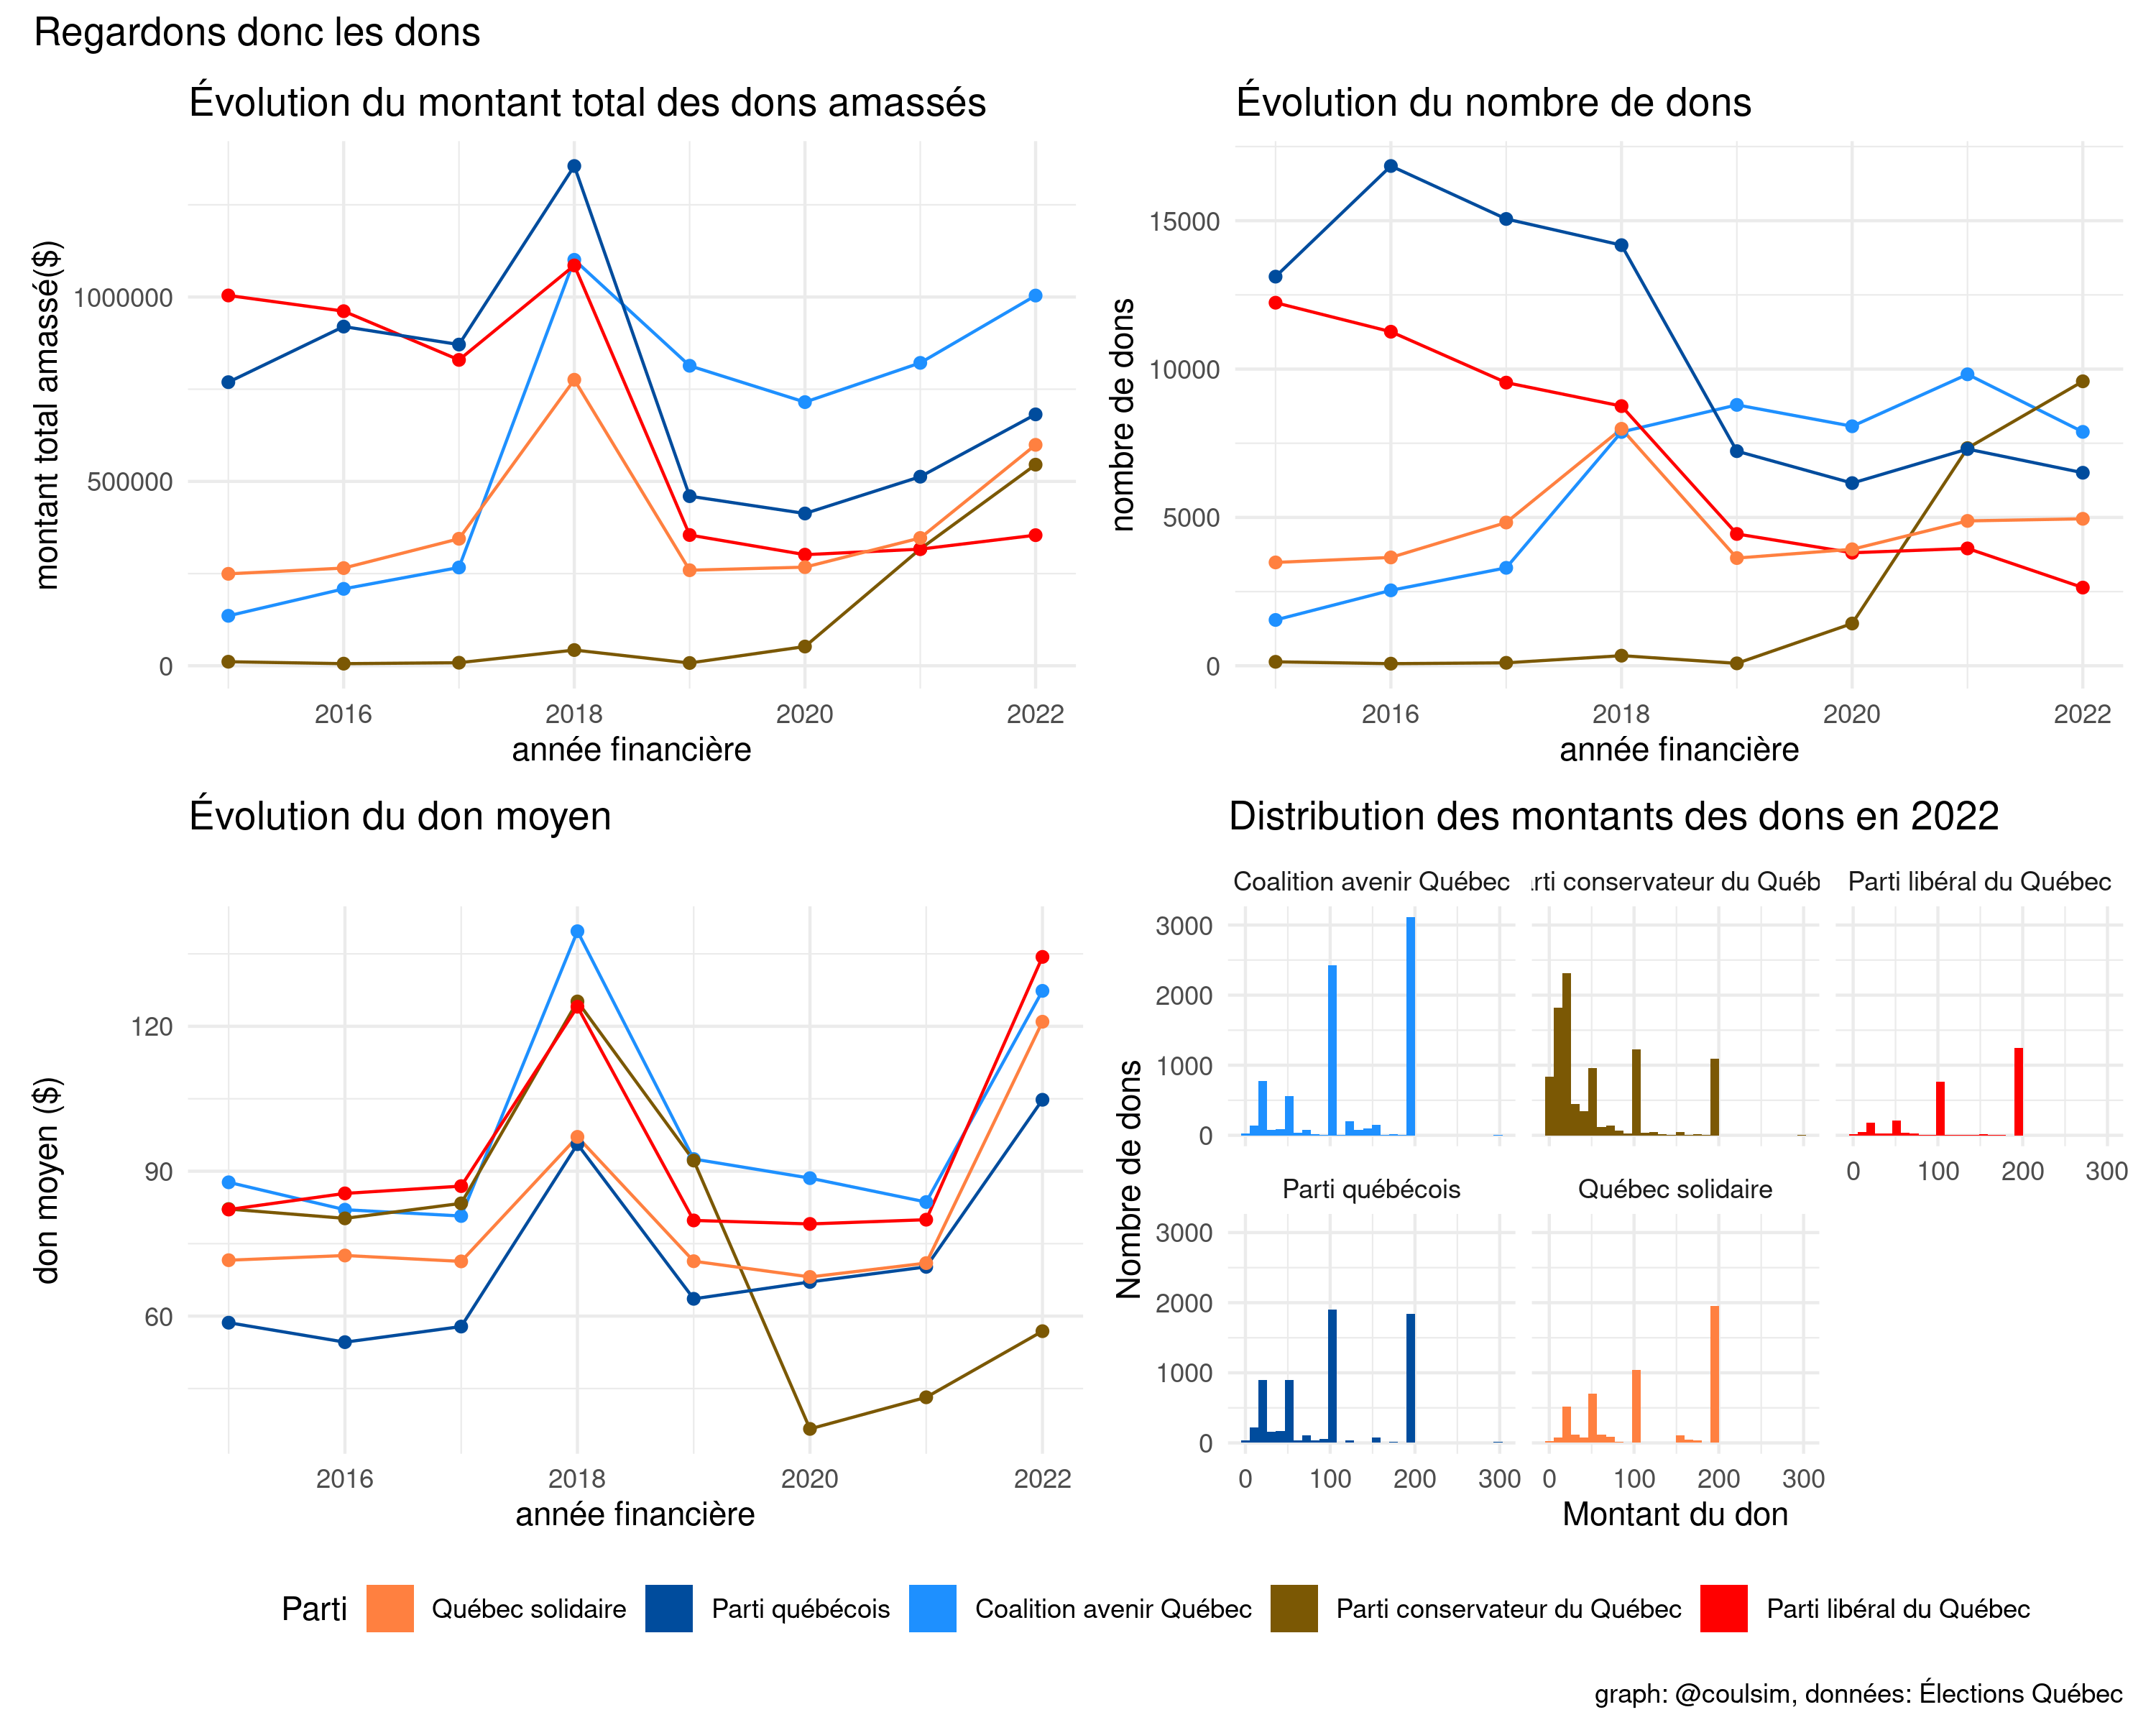 Regardons donc les dons
Évolution du montant total des dons amassés
montant total amassé($)
1000000
500000
0
2016 2018 2020 2022
année financière
Évolution du nombre de dons
nombre de dons
15000
10000
5000
0
2016 2018 2020 2022
année financière
Évolution du don moyen
don moyen ($)
120
90
60
2016 2018 2020 2022
année financière
Distribution des montants des dons en 2022
Nombre de dons
Coalition avenir Québec rti conservateur du Québ Parti libéral du Québec
3000
2000
1000
0
0 100 200 300
Parti québécois Québec solidaire
3000
2000
1000
0
0 100 200 300 0 100 200 300
Montant du don
Parti Québec solidaire Parti québécois Coalition avenir Québec Parti conservateur du Québec Parti libéral du Québec
graph: @coulsim, données: Élections Québec